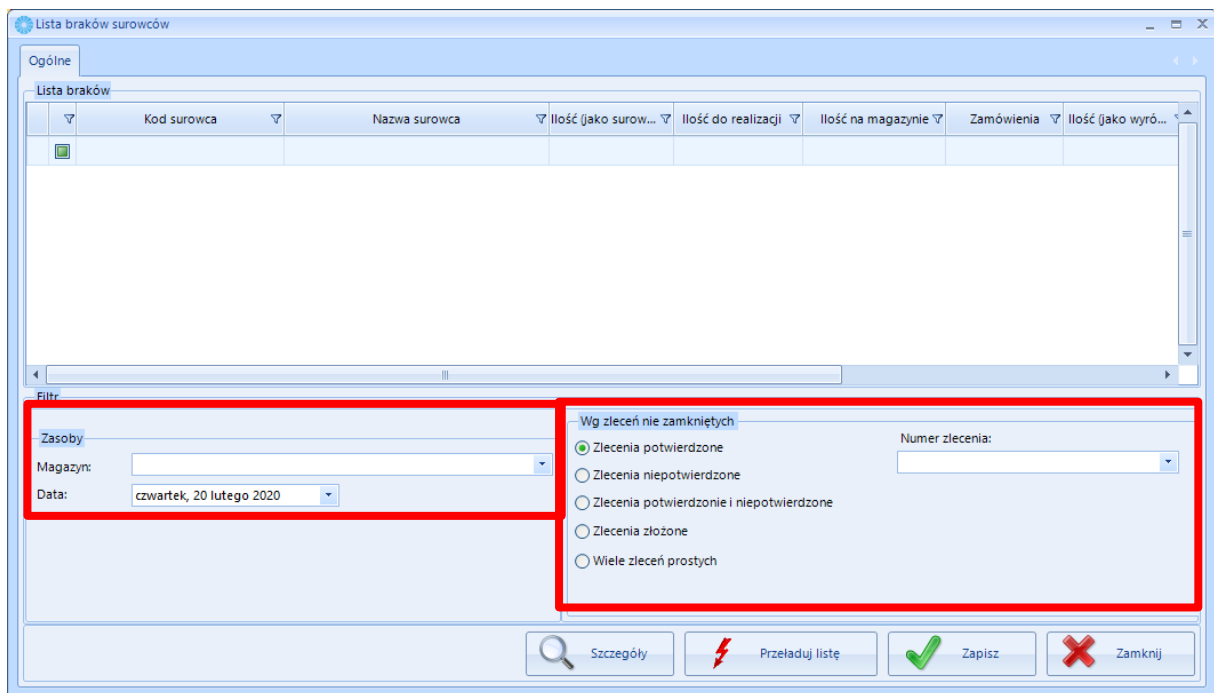 Lista braków surowców
Ogólne
Lista braków
Kod surowca Nazwa surowca Ilość (jako surow... Ilość do realizacji Ilość na magazynie Zamówienia Ilość (jako wyró...
Filtr
Zasoby
Magazyn:
Data: czwartek, 20 lutego 2020
Wg zleceń nie zamkniętych
Zlecenia potwierdzone
Zlecenia niepotwierdzone
Zlecenia potwierdzonie i niepotwierdzone
Zlecenia złożone
Wiele zleceń prostych
Numer zlecenia:
Szczegóły Przeładuj listę Zapisz Zamknij